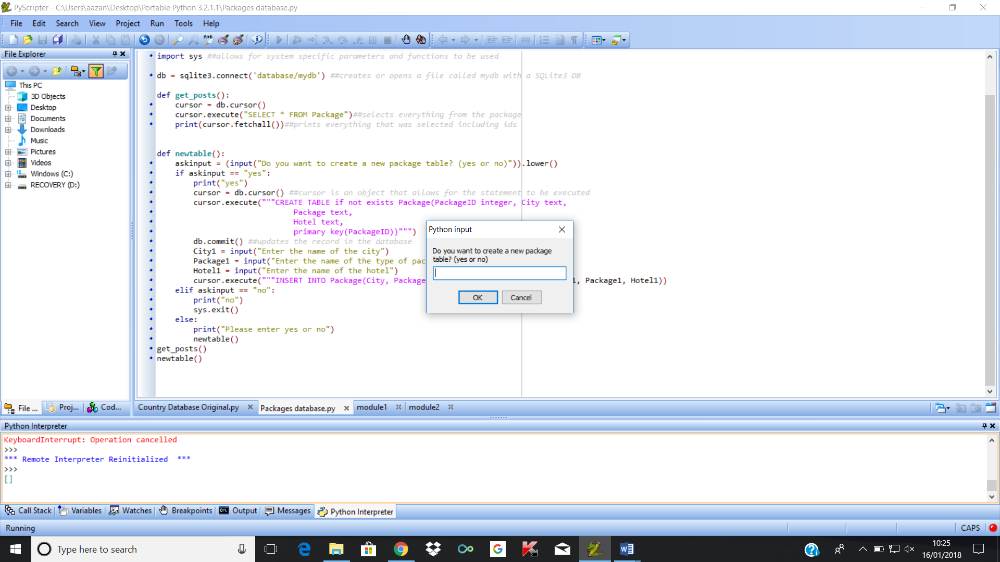 PyScripter - C:\Users\aazan\Desktop\Portable Python 3.2.1.1\Packages database.py
File Edit Search View Project Run Tools Help
File Explorer
This PC
3D Objects
Desktop
Documents
Downloads
Music
Pictures
Videos
Windows (C:)
RECOVERY (D:)
File ... Proj... Cod...
import sys ##allows for system specific parameters and functions to be used
db = sqlite3.connect('database/mydb') ##creates or opens a file called mydb with a SQLite3 DB
def get_posts():
cursor = db.cursor()
cursor.execute("SELECT * FROM Package")##selects everything from the package
print(cursor.fetchall())##prints everything that was selected including ids
def newtable():
askinput = (input("Do you want to create a new package table? (yes or no)")).lower()
if askinput == "yes":
print("yes")
cursor = db.cursor() ##cursor is an object that allows for the statement to be executed
cursor.execute("""CREATE TABLE if not exists Package(PackageID integer, City text,
Package text,
Hotel text,
primary key(PackageID))""")
db.commit() ##updates the record in the database
City1 = input("Enter the name of the city")
Package1 = input("Enter the name of the type of pac
Hotel1 = input("Enter the name of the hotel")
cursor.execute("""INSERT INTO Package(City, Package 1, Package1, Hotel1))
elif askinput == "no":
print("no")
sys.exit()
else:
print("Please enter yes or no")
newtable()
get_posts()
newtable()
Python input
Do you want to create a new package
table? (yes or no)
OK Cancel
Country Database Original.py Packages database.py module1 module2
Python Interpreter
KeyboardInterrupt: Operation cancelled
>>>
*** Remote Interpreter Reinitialized ***
>>>
[]
Call Stack Variables Watches Breakpoints Output Messages Python Interpreter
Running CAPS
Type here to search
10:25
16/01/2018